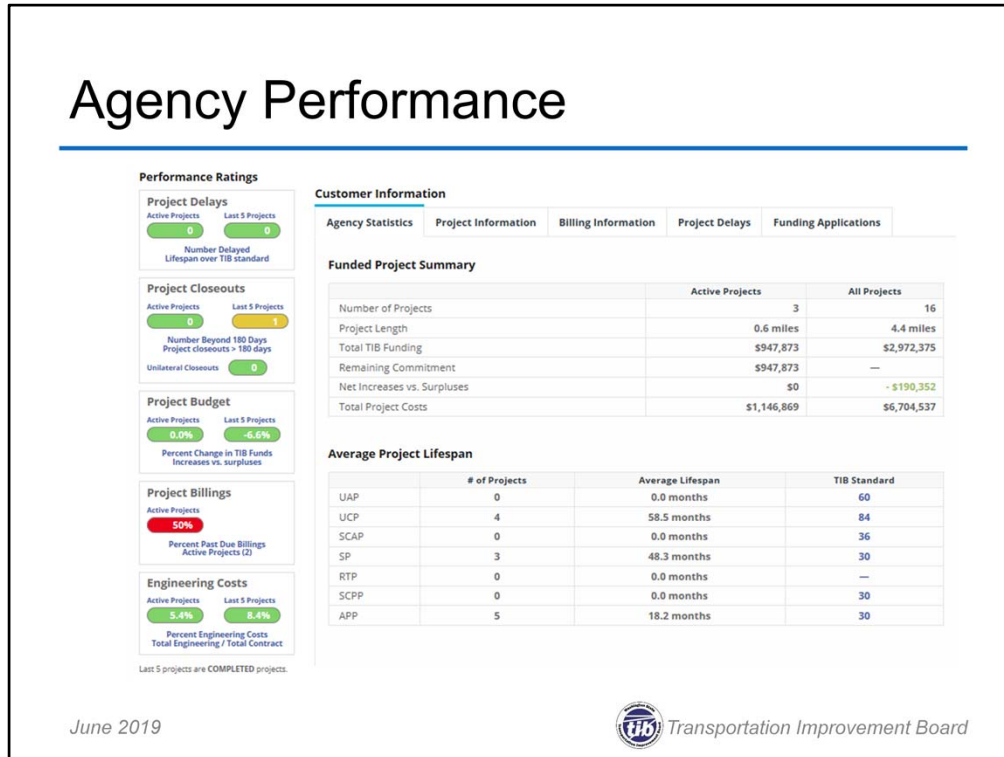 Agency Performance
Performance Ratings
Project Delays
Active Projects Last 5 Projects
0 0
Number Delayed
Lifespan over TIB standard
Project Closeouts
Active Projects Last 5 Projects
0 1
Number Beyond 180 Days
Project closeouts > 180 days
Unilateral Closeouts 0
Project Budget
Active Projects Last 5 Projects
0.0% -6.6%
Percent Change in TIB Funds
Increases vs. surpluses
Project Billings
Active Projects
50%
Percent Past Due Billings
Active Projects (2)
Engineering Costs
Active Projects Last 5 Projects
5.4% 8.4%
Percent Engineering Costs
Total Engineering / Total Contract
Last 5 projects are COMPLETED projects.
Customer Information
Agency Statistics Project Information Billing Information Project Delays Funding Applications
Funded Project Summary
Active Projects All Projects
Number of Projects 3 16
Project Length 0.6 miles 4.4 miles
Total TIB Funding $947,873 $2,972,375
Remaining Commitment $947,873 —
Net Increases vs. Surpluses $0 - $190,352
Total Project Costs $1,146,869 $6,704,537
Average Project Lifespan
# of Projects Average Lifespan TIB Standard
UAP 0 0.0 months 60
UCP 4 58.5 months 84
SCAP 0 0.0 months 36
SP 3 48.3 months 30
RTP 0 0.0 months —
SCPP 0 0.0 months 30
APP 5 18.2 months 30
June 2019
tib
Transportation Improvement Board